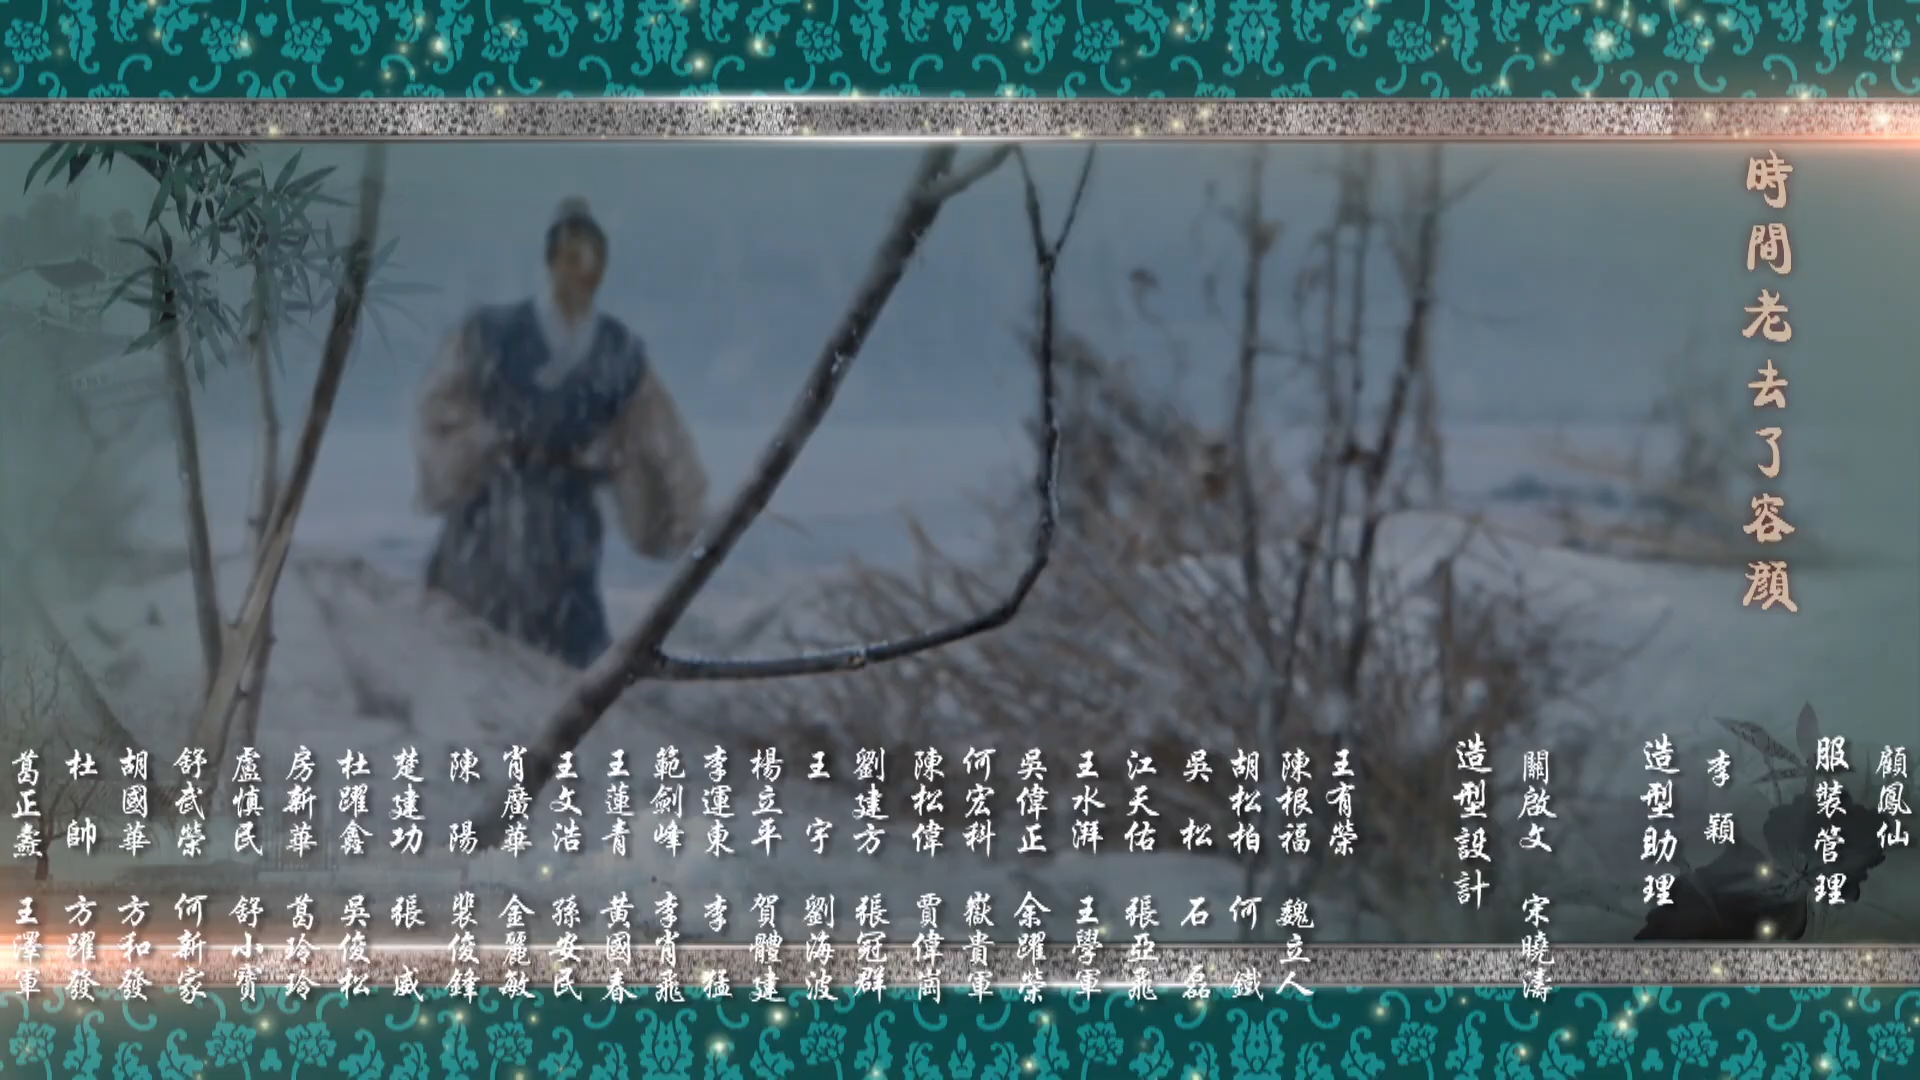 時間老去了容顏
顧鳳仙
服裝管理
李穎
造型助理
關啟文 宋曉濤
造型設計
王有榮
陳根福 魏立人
胡松柏 何鐵
吳松 石磊
江天佑 張亞飛
王水湃 王學軍
吳偉正 余躍榮
何宏科 嶽貴軍
陳松偉 賈偉崗
劉建方 張冠群
王宇 劉海波
楊立平 賀體建
李運東 李猛
範劍峰 李肖飛
王蓮青 黃國春
王文浩 孫安民
肖廣華 金麗敏
陳陽 裴俊鋒
楚建功 張威
杜躍鑫 吳俊松
房新華 葛玲玲
盧慎民 舒小寶
舒武榮 何新家
胡國華 方和發
杜帥 方躍發
葛正燾 王澤軍